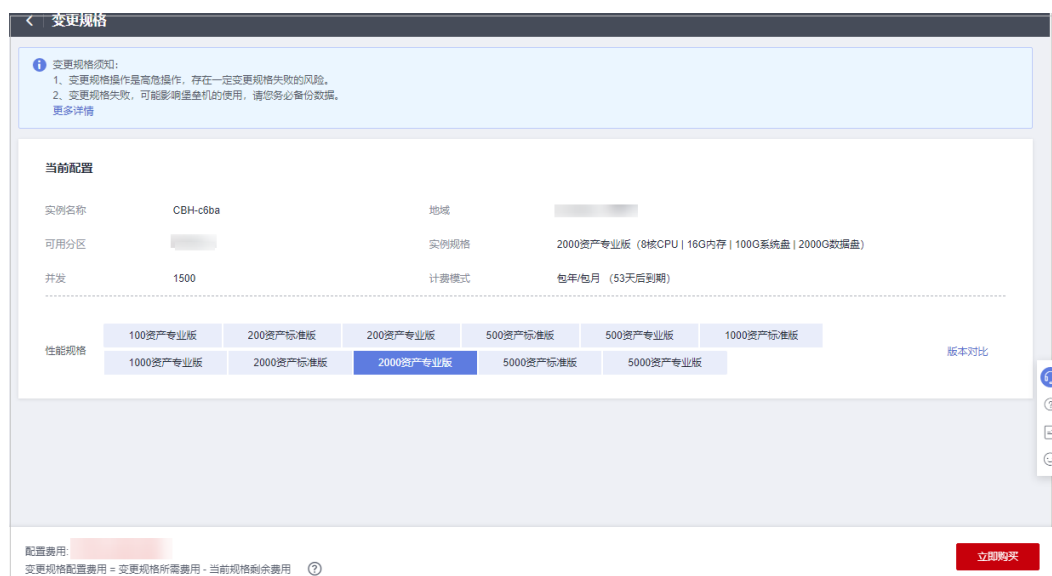 变更规格
变更规格须知:
1、变更规格操作是高危操作，存在一定变更规格失败的风险。
2、变更规格失败，可能影响堡垒机的使用，请您务必备份数据。
更多详情
当前配置
实例名称 CBH-c6ba 地域
可用分区 实例规格 2000资产专业版（8核CPU | 16G内存 | 100G系统盘 | 2000G数据盘）
并发 1500 计费模式 包年/包月 （53天后到期）
100资产专业版 200资产标准版 200资产专业版 500资产标准版 500资产专业版 1000资产标准版
性能规格 版本对比
1000资产专业版 2000资产标准版 2000资产专业版 5000资产标准版 5000资产专业版
配置费用:
变更规格配置费用 = 变更规格所需费用 - 当前规格剩余费用
立即购买